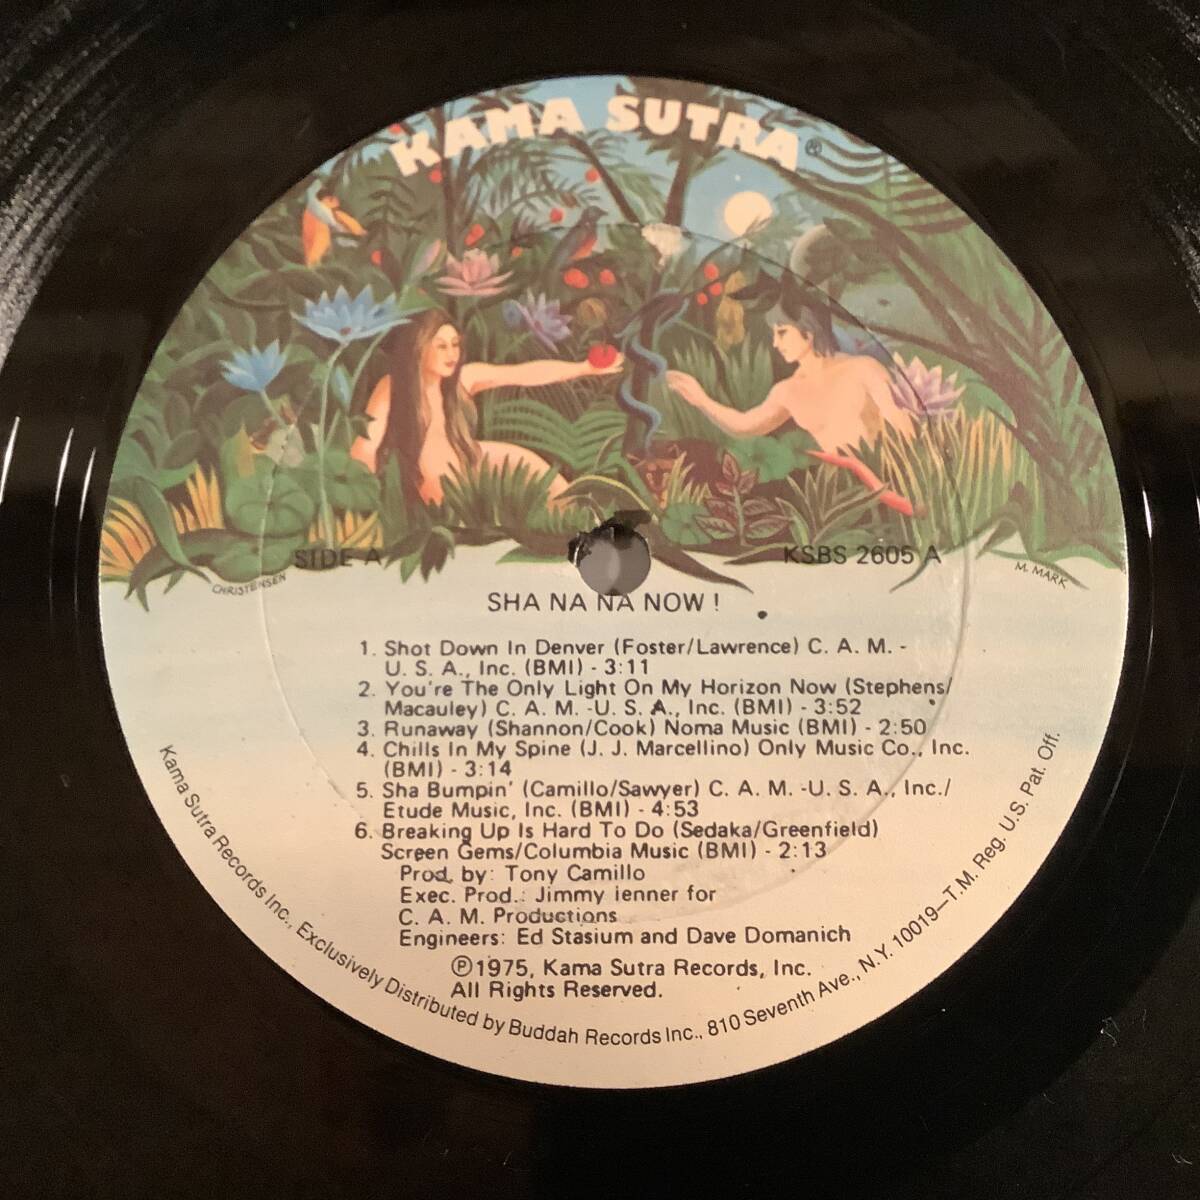 KAMA SUTRA®
SIDE A
KSBS 2605 A
CHRISTENSEN
M. MARK
SHA NA NA NOW !
1. Shot Down In Denver (Foster/Lawrence) C. A. M. -
U. S. A., Inc. (BMI) - 3:11
2. You're The Only Light On My Horizon Now (Stephens/
Macauley) C. A. M. -U. S. A., Inc. (BMI) - 3:52
3. Runaway (Shannon/Cook) Noma Music (BMI) - 2:50
4. Chills In My Spine (J. J. Marcellino) Only Music Co., Inc.
(BMI) - 3:14
5. Sha Bumpin' (Camillo/Sawyer) C. A. M. -U. S. A., Inc./
Etude Music, Inc. (BMI) - 4:53
6. Breaking Up Is Hard To Do (Sedaka/Greenfield)
Screen Gems/Columbia Music (BMI) - 2:13
Prod. by: Tony Camillo
Exec. Prod.: Jimmy Ienner for
C. A. M. Productions
Engineers: Ed Stasium and Dave Domanich
℗1975, Kama Sutra Records, Inc.
All Rights Reserved.
Kama Sutra Records Inc., Exclusively Distributed by Buddah Records Inc., 810 Seventh Ave., N.Y. 10019—T.M. Reg. U.S. Pat. Off.